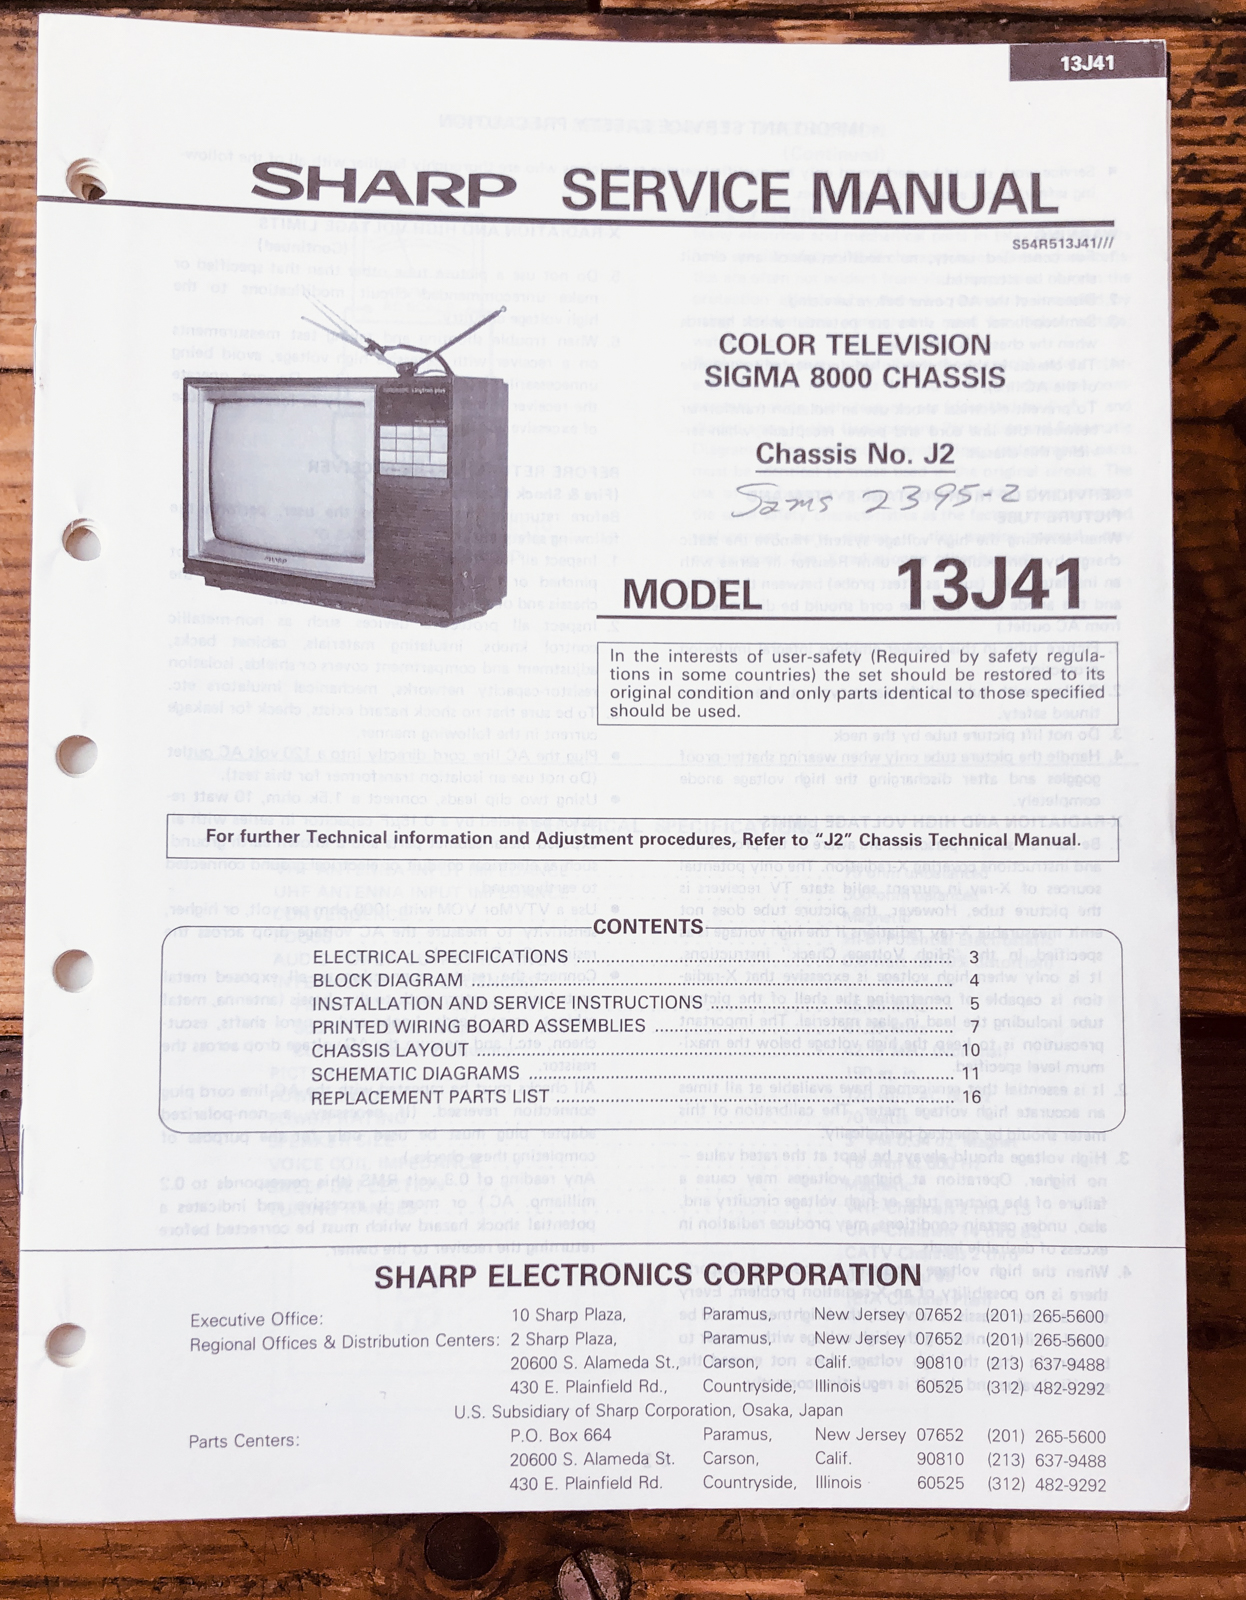 13J41
SHARP SERVICE MANUAL
S54R513J41///
COLOR TELEVISION
SIGMA 8000 CHASSIS
Chassis No. J2
Sams 2395-2
MODEL 13J41
In the interests of user-safety (Required by safety regula-
tions in some countries) the set should be restored to its
original condition and only parts identical to those specified
should be used.
For further Technical information and Adjustment procedures, Refer to “J2” Chassis Technical Manual.
CONTENTS
ELECTRICAL SPECIFICATIONS ........ 3
BLOCK DIAGRAM ........ 4
INSTALLATION AND SERVICE INSTRUCTIONS ........ 5
PRINTED WIRING BOARD ASSEMBLIES ........ 7
CHASSIS LAYOUT ........ 10
SCHEMATIC DIAGRAMS ........ 11
REPLACEMENT PARTS LIST ........ 16
SHARP ELECTRONICS CORPORATION
Executive Office: 10 Sharp Plaza, Paramus, New Jersey 07652 (201) 265-5600
Regional Offices & Distribution Centers: 2 Sharp Plaza, Paramus, New Jersey 07652 (201) 265-5600
20600 S. Alameda St., Carson, Calif. 90810 (213) 637-9488
430 E. Plainfield Rd., Countryside, Illinois 60525 (312) 482-9292
U.S. Subsidiary of Sharp Corporation, Osaka, Japan
Parts Centers: P.O. Box 664 Paramus, New Jersey 07652 (201) 265-5600
20600 S. Alameda St. Carson, Calif. 90810 (213) 637-9488
430 E. Plainfield Rd. Countryside, Illinois 60525 (312) 482-9292